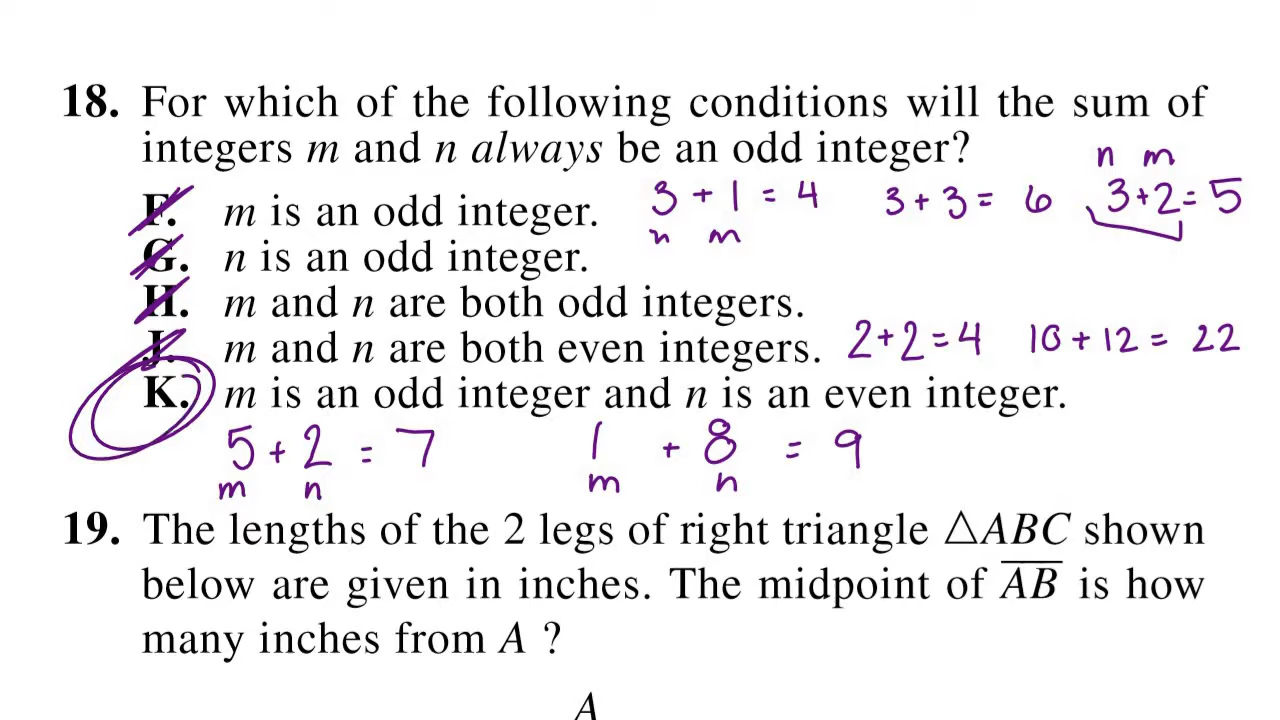 18. For which of the following conditions will the sum of
integers m and n always be an odd integer?
n m
F. m is an odd integer. 3 + 1 = 4 3 + 3 = 6 3 + 2 = 5
n m
G. n is an odd integer.
H. m and n are both odd integers.
J. m and n are both even integers. 2 + 2 = 4 10 + 12 = 22
K. m is an odd integer and n is an even integer.
5 + 2 = 7 1 + 8 = 9
m n m n
19. The lengths of the 2 legs of right triangle △ABC shown
below are given in inches. The midpoint of A̅B̅ is how
many inches from A ?
A